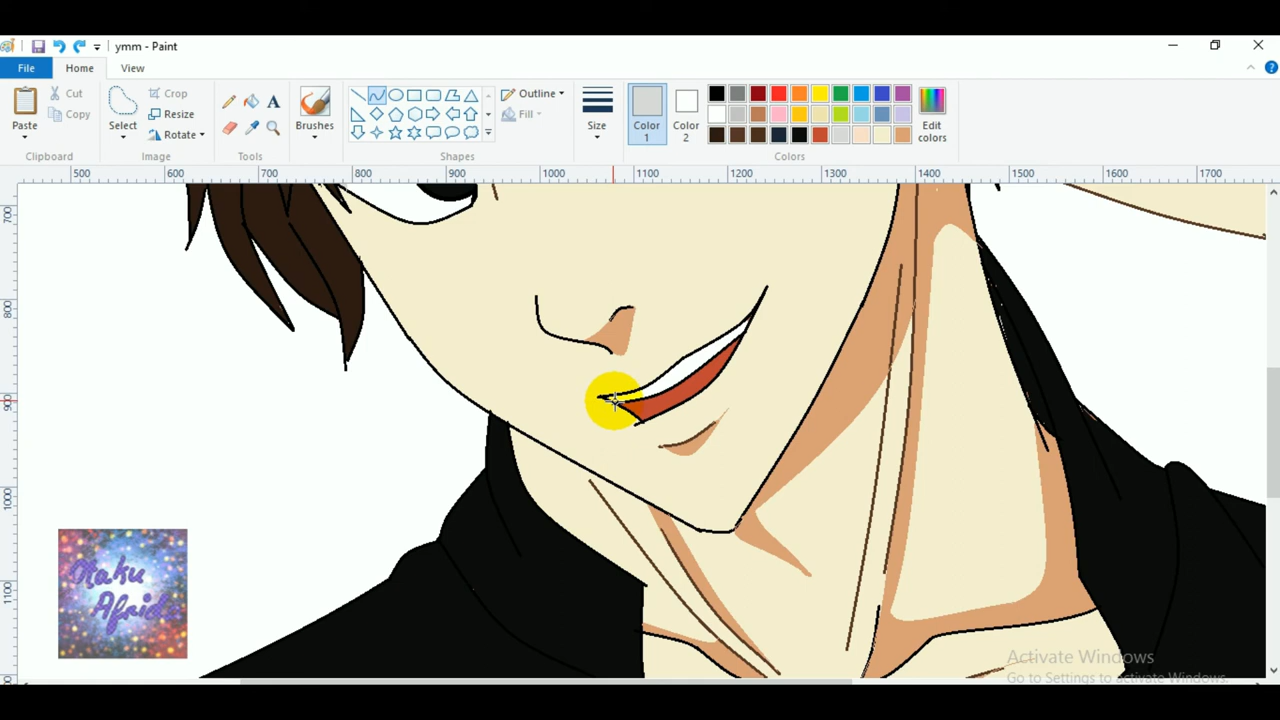 ymm - Paint
File
Home
View
Paste
Cut
Copy
Clipboard
Select
Crop
Resize
Rotate
Image
A
Tools
Brushes
Outline
Fill
Shapes
Size
Color
1
Color
2
Colors
Edit
colors
500 600 700 800 900 1000 1100 1200 1300 1400 1500 1600 1700
700
800
900
1000
1100
Otaku
Afrid
Activate Windows
Go to Settings to activate Windows.